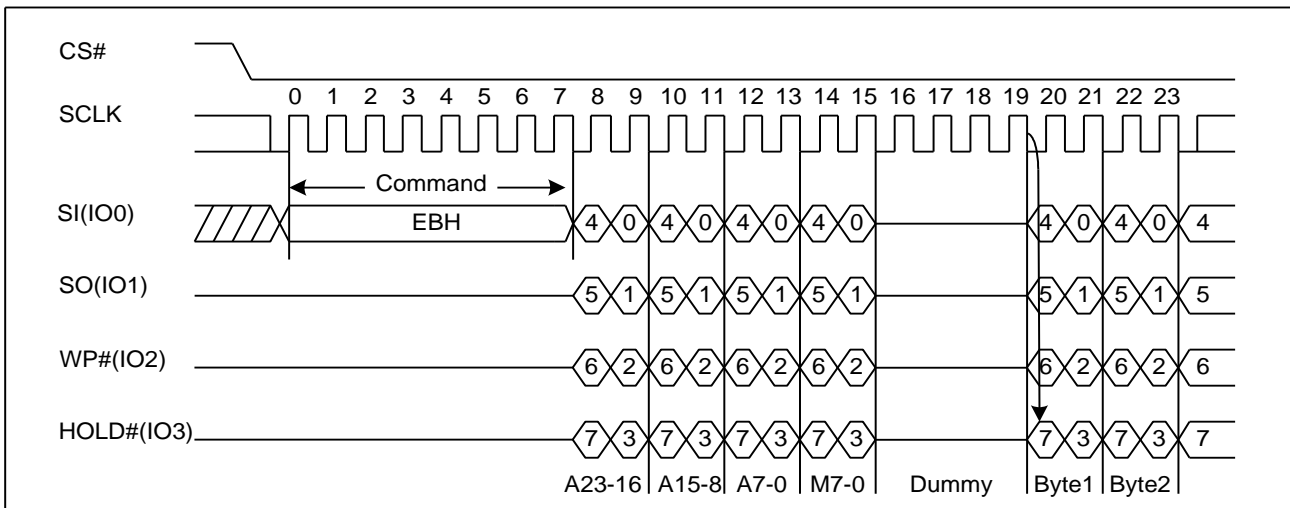 CS#
0 1 2 3 4 5 6 7 8 9 10 11 12 13 14 15 16 17 18 19 20 21 22 23
SCLK
Command
SI(IO0)
EBH 4 0 4 0 4 0 4 0 4 0 4 0 4
SO(IO1)
5 1 5 1 5 1 5 1 5 1 5 1 5
WP#(IO2)
6 2 6 2 6 2 6 2 6 2 6 2 6
HOLD#(IO3)
7 3 7 3 7 3 7 3 7 3 7 3 7
A23-16 A15-8 A7-0 M7-0 Dummy Byte1 Byte2